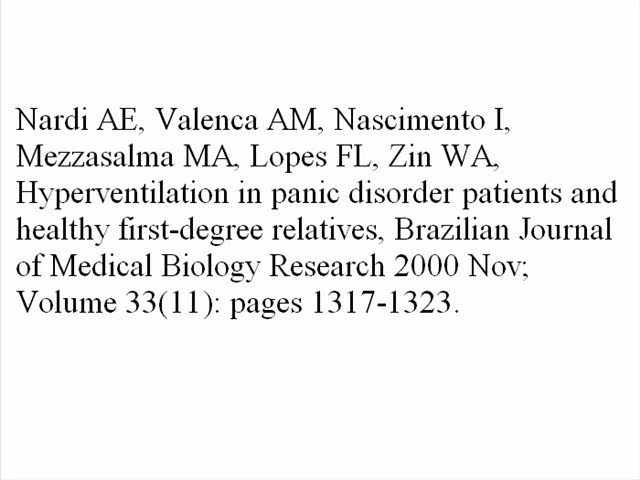 Nardi AE, Valenca AM, Nascimento I,
Mezzasalma MA, Lopes FL, Zin WA,
Hyperventilation in panic disorder patients and
healthy first-degree relatives, Brazilian Journal
of Medical Biology Research 2000 Nov;
Volume 33(11): pages 1317-1323.